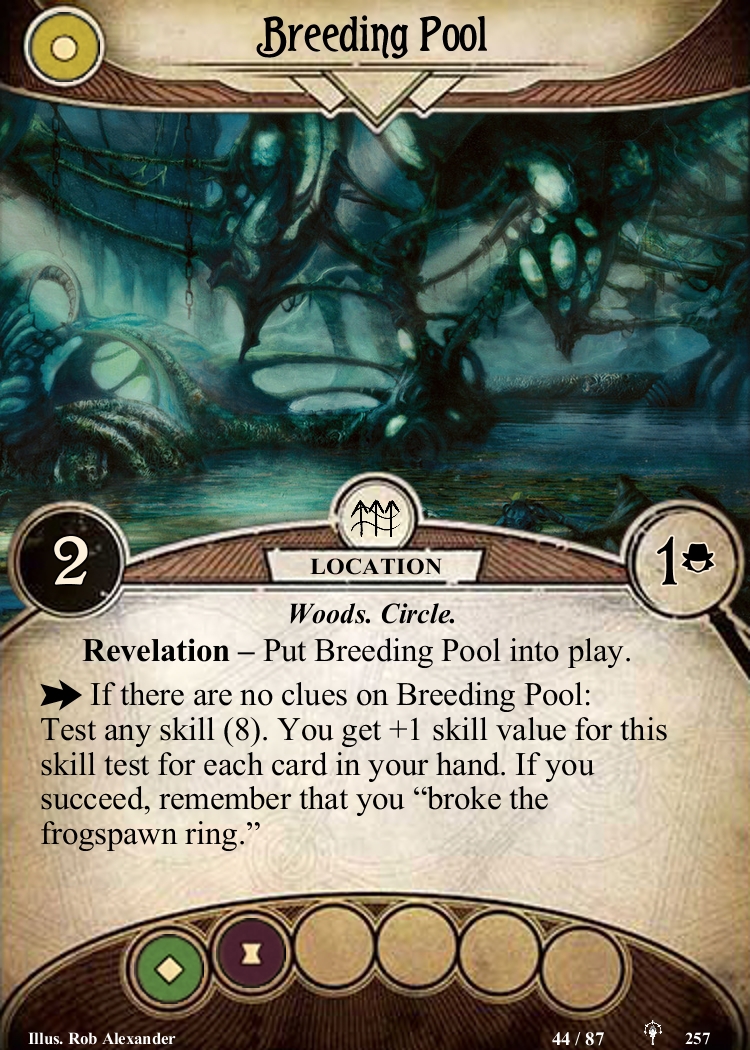 Breeding Pool
2
LOCATION
1
Woods. Circle.
Revelation – Put Breeding Pool into play.
If there are no clues on Breeding Pool:
Test any skill (8). You get +1 skill value for this
skill test for each card in your hand. If you
succeed, remember that you “broke the
frogspawn ring.”
Illus. Rob Alexander
44 / 87
257